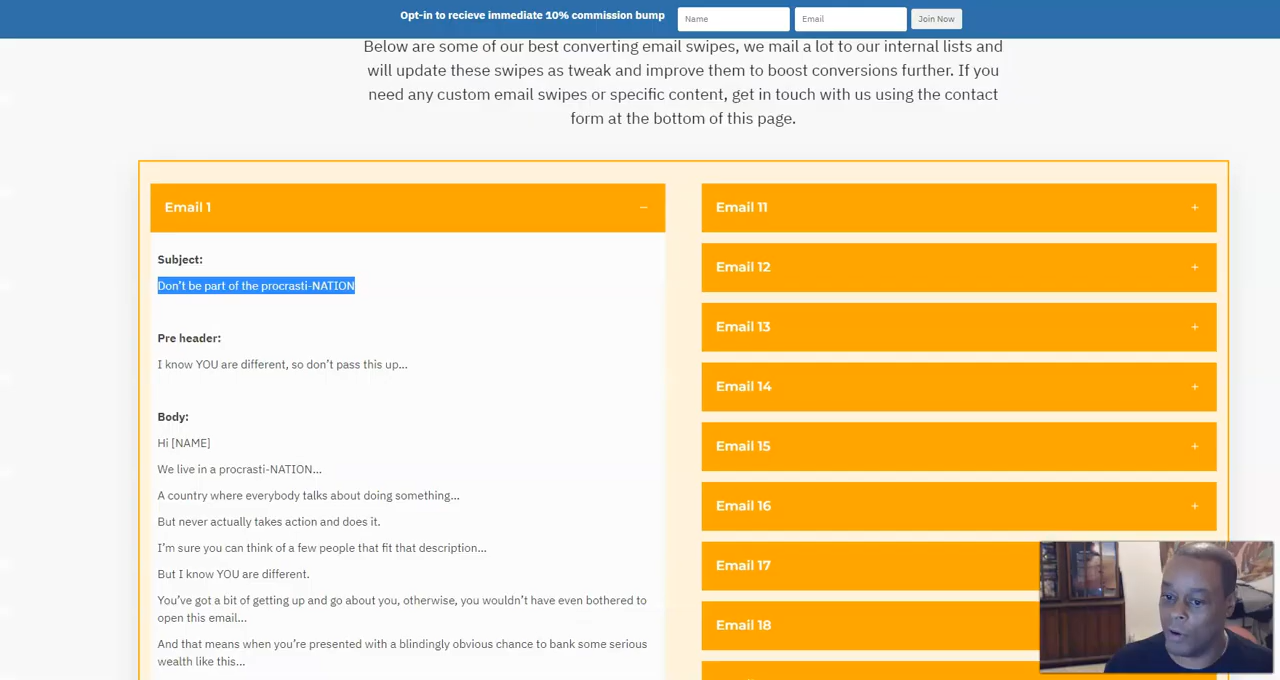 Opt-in to recieve immediate 10% commission bump
Name
Email
Join Now
Below are some of our best converting email swipes, we mail a lot to our internal lists and
will update these swipes as tweak and improve them to boost conversions further. If you
need any custom email swipes or specific content, get in touch with us using the contact
form at the bottom of this page.
Email 1
Subject:
Don't be part of the procrasti-NATION
Pre header:
I know YOU are different, so don't pass this up...
Body:
Hi [NAME]
We live in a procrasti-NATION...
A country where everybody talks about doing something...
But never actually takes action and does it.
I'm sure you can think of a few people that fit that description...
But I know YOU are different.
You've got a bit of getting up and go about you, otherwise, you wouldn't have even bothered to
open this email...
And that means when you're presented with a blindingly obvious chance to bank some serious
wealth like this...
Email 11
Email 12
Email 13
Email 14
Email 15
Email 16
Email 17
Email 18